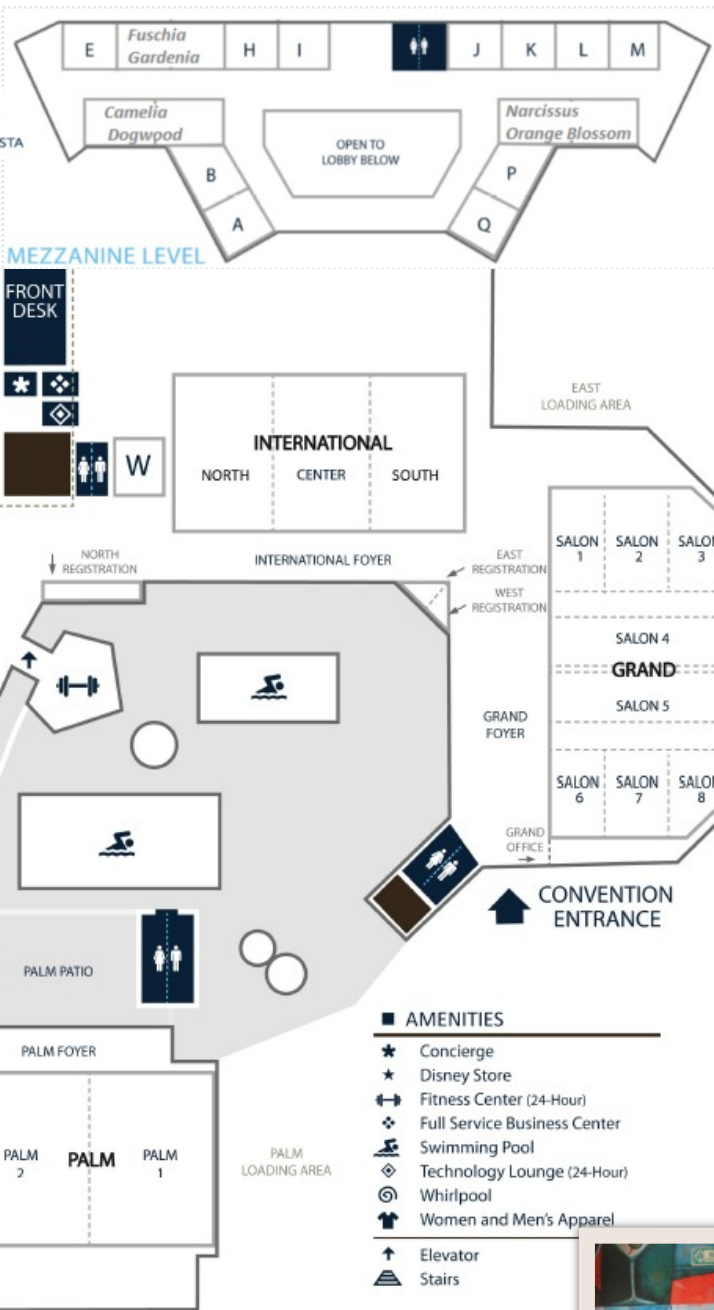 E
Fuschia
Gardenia
H
I
J
K
L
M
Camelia
Dogwood
Narcissus
Orange Blossom
STA
OPEN TO
LOBBY BELOW
B
P
A
Q
MEZZANINE LEVEL
FRONT
DESK
EAST
LOADING AREA
INTERNATIONAL
W
NORTH
CENTER
SOUTH
SALON
1
SALON
2
SALON
3
NORTH
REGISTRATION
INTERNATIONAL FOYER
EAST
REGISTRATION
WEST
REGISTRATION
SALON 4
GRAND
SALON 5
GRAND
FOYER
SALON
6
SALON
7
SALON
8
GRAND
OFFICE
CONVENTION
ENTRANCE
PALM PATIO
PALM FOYER
PALM
2
PALM
PALM
1
PALM
LOADING AREA
AMENITIES
Concierge
Disney Store
Fitness Center (24-Hour)
Full Service Business Center
Swimming Pool
Technology Lounge (24-Hour)
Whirlpool
Women and Men's Apparel
Elevator
Stairs